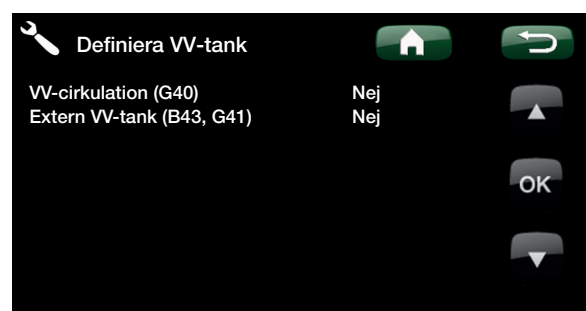 Definiera VV-tank
VV-cirkulation (G40) Nej
Extern VV-tank (B43, G41) Nej
OK